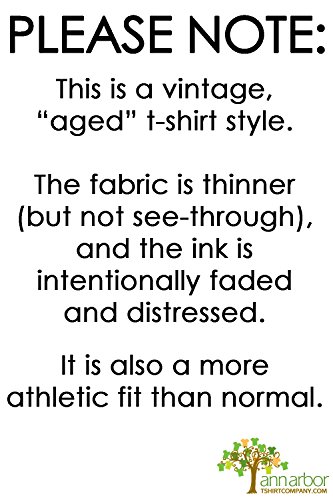 PLEASE NOTE:
This is a vintage,
“aged” t-shirt style.
The fabric is thinner
(but not see-through),
and the ink is
intentionally faded
and distressed.
It is also a more
athletic fit than normal.
annarbor
TSHIRTCOMPANY.COM